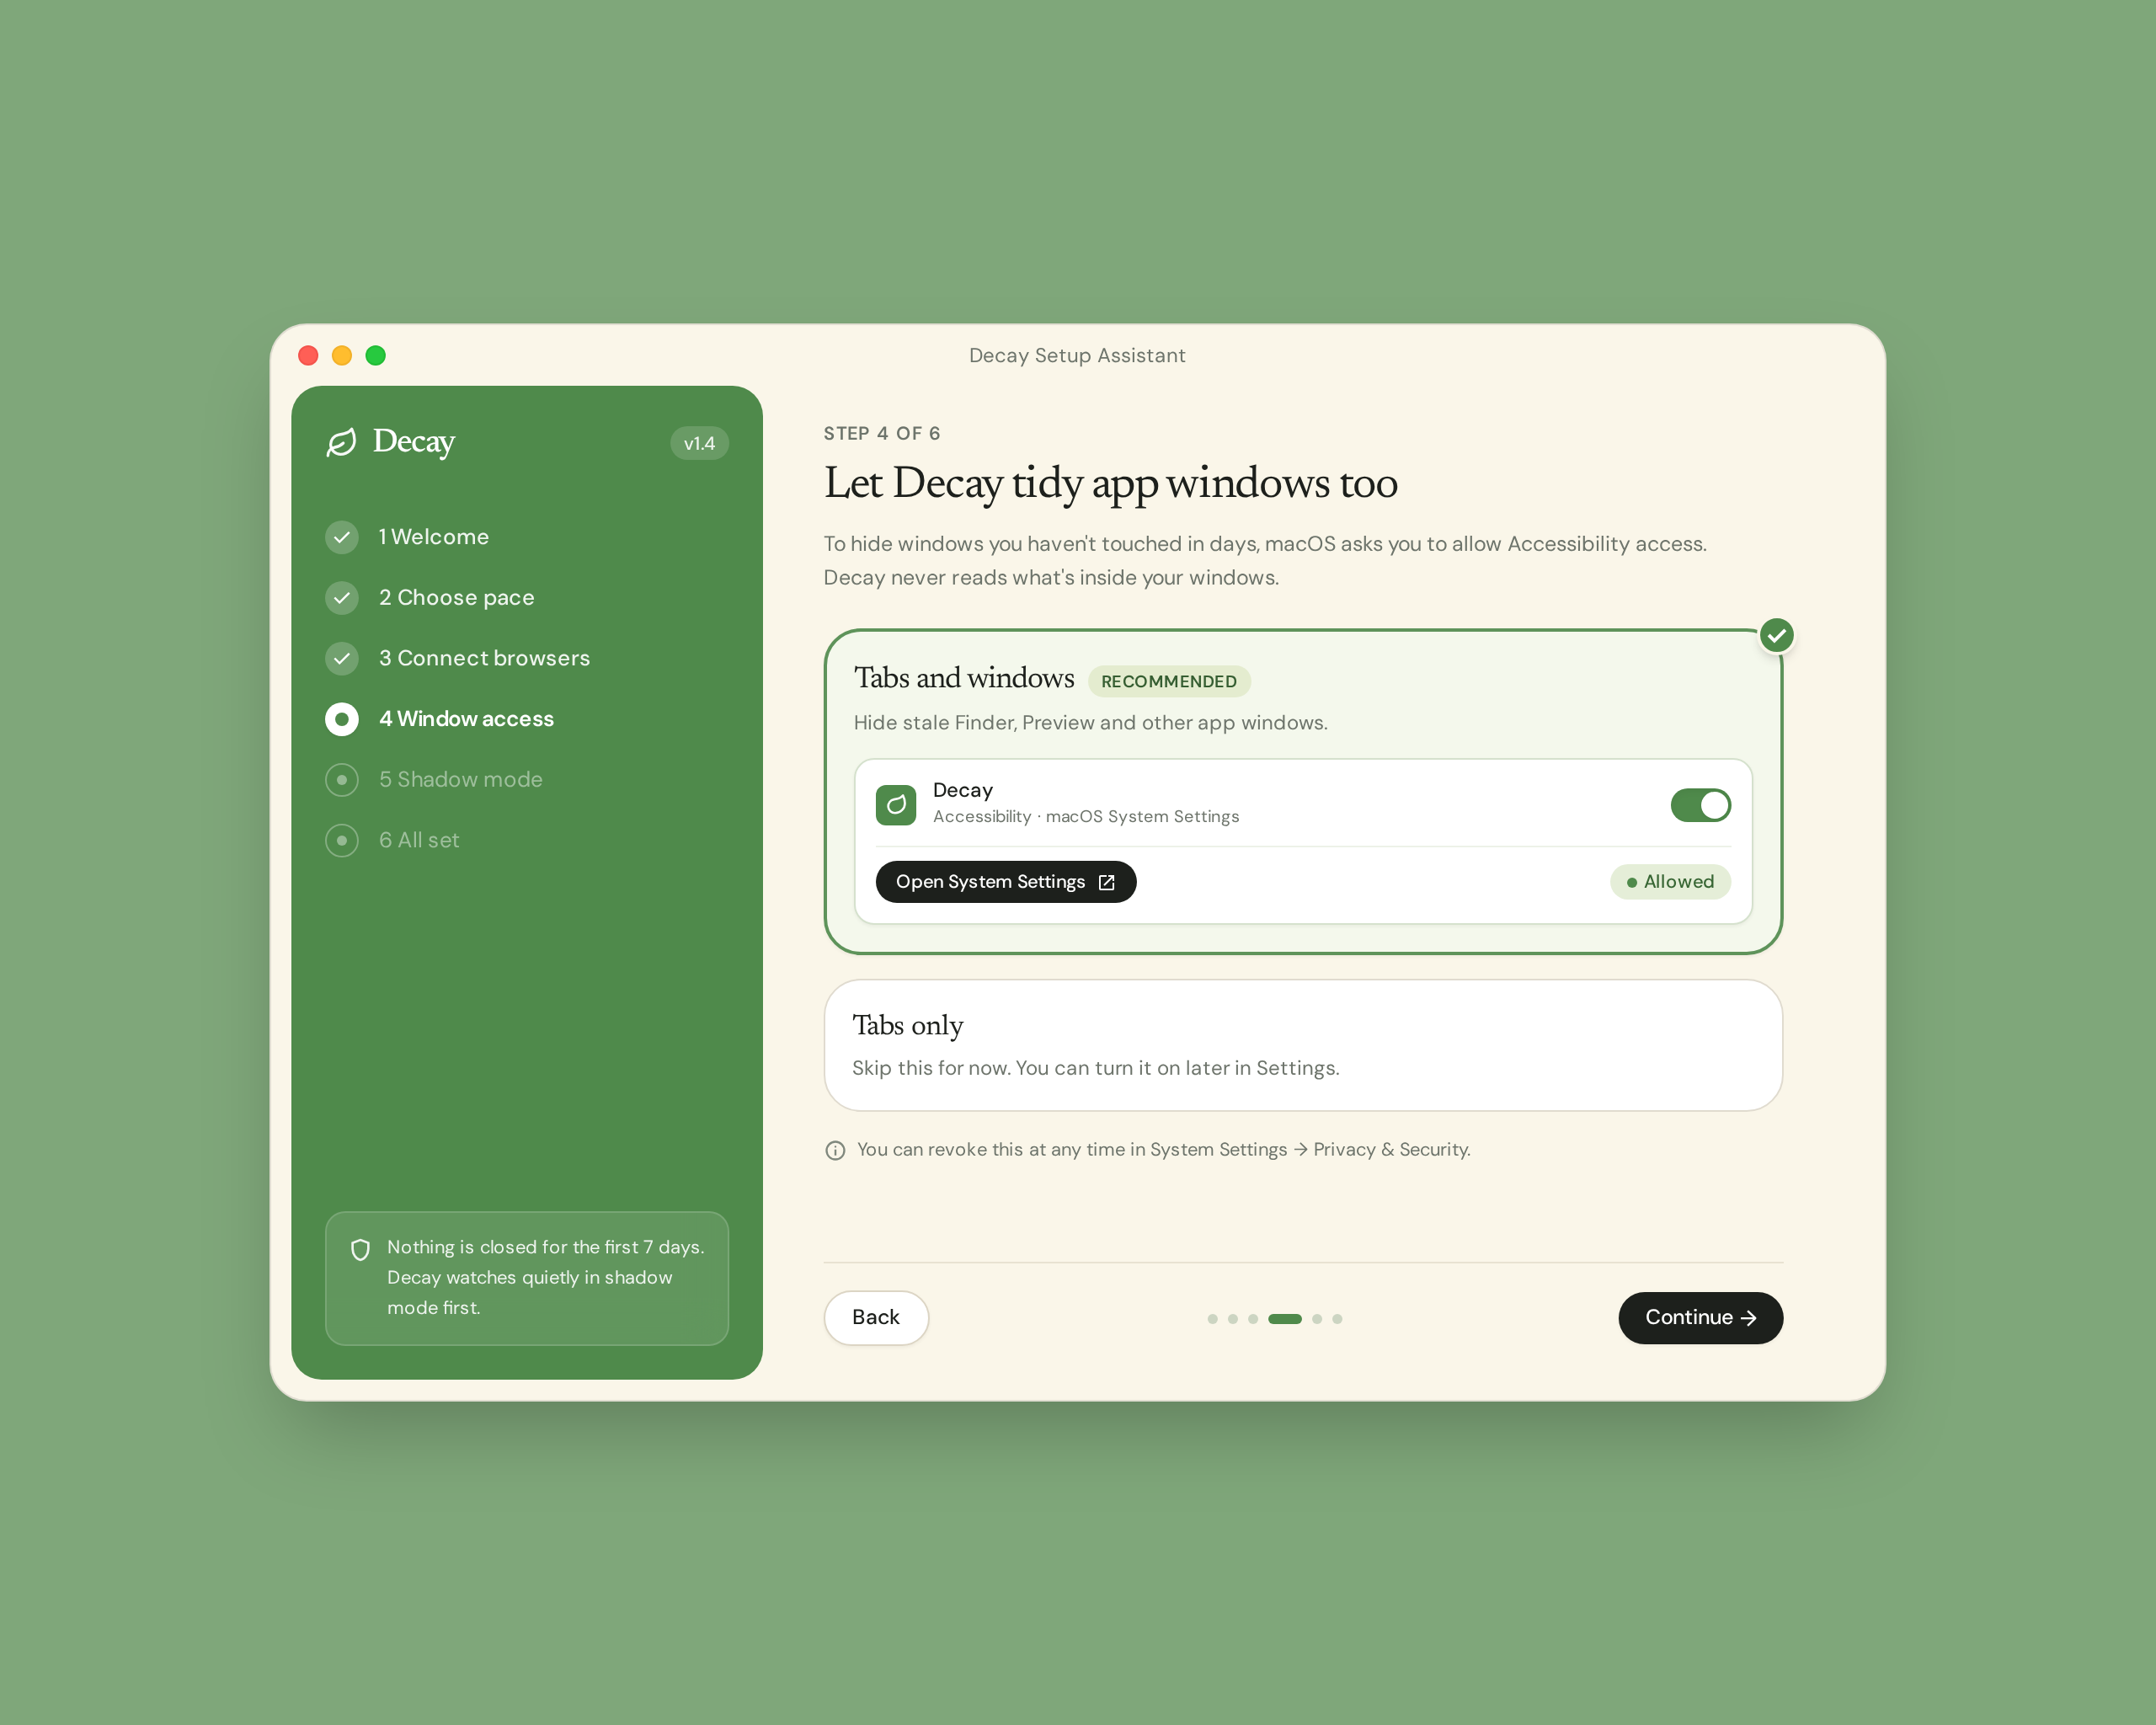 Decay Setup Assistant
Decay
v1.4
1 Welcome
2 Choose pace
3 Connect browsers
4 Window access
5 Shadow mode
6 All set
Nothing is closed for the first 7 days.
Decay watches quietly in shadow
mode first.
STEP 4 OF 6
Let Decay tidy app windows too
To hide windows you haven't touched in days, macOS asks you to allow Accessibility access.
Decay never reads what's inside your windows.
Tabs and windows
RECOMMENDED
Hide stale Finder, Preview and other app windows.
Decay
Accessibility · macOS System Settings
Open System Settings
Allowed
Tabs only
Skip this for now. You can turn it on later in Settings.
You can revoke this at any time in System Settings → Privacy & Security.
Back
Continue →